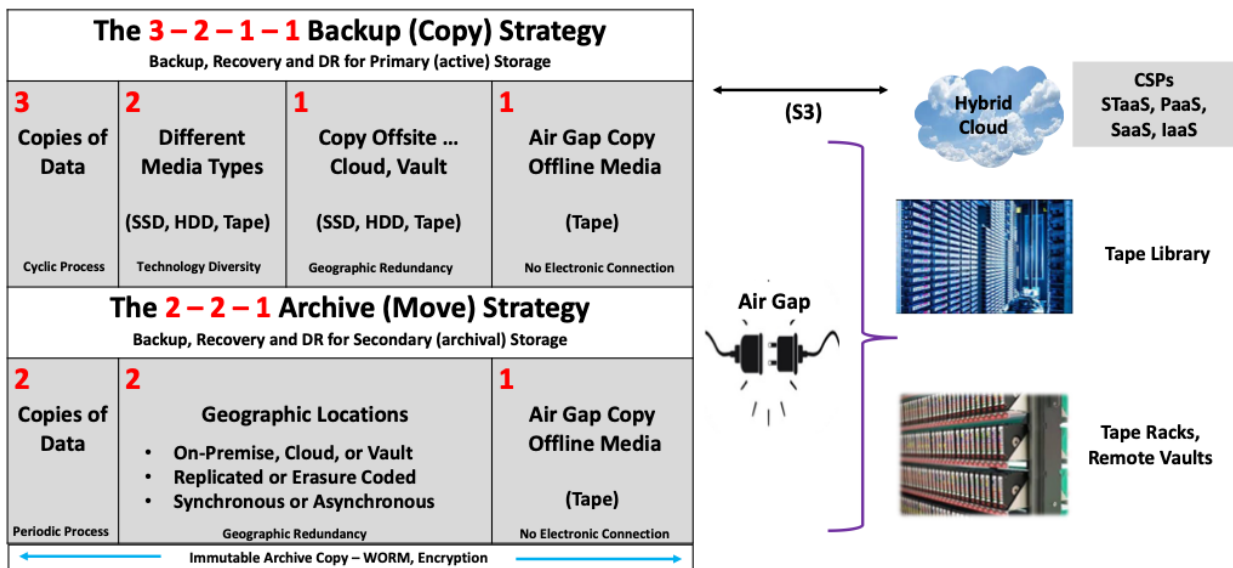 The 3 – 2 – 1 – 1 Backup (Copy) Strategy
Backup, Recovery and DR for Primary (active) Storage
3
Copies of
Data
Cyclic Process
2
Different
Media Types
(SSD, HDD, Tape)
Technology Diversity
1
Copy Offsite ...
Cloud, Vault
(SSD, HDD, Tape)
Geographic Redundancy
1
Air Gap Copy
Offline Media
(Tape)
No Electronic Connection
The 2 – 2 – 1 Archive (Move) Strategy
Backup, Recovery and DR for Secondary (archival) Storage
2
Copies of
Data
Periodic Process
2
Geographic Locations
• On-Premise, Cloud, or Vault
• Replicated or Erasure Coded
• Synchronous or Asynchronous
Geographic Redundancy
1
Air Gap Copy
Offline Media
(Tape)
No Electronic Connection
Immutable Archive Copy – WORM, Encryption
(S3)
Hybrid
Cloud
CSPs
STaaS, PaaS,
SaaS, IaaS
Air Gap
Tape Library
Tape Racks,
Remote Vaults